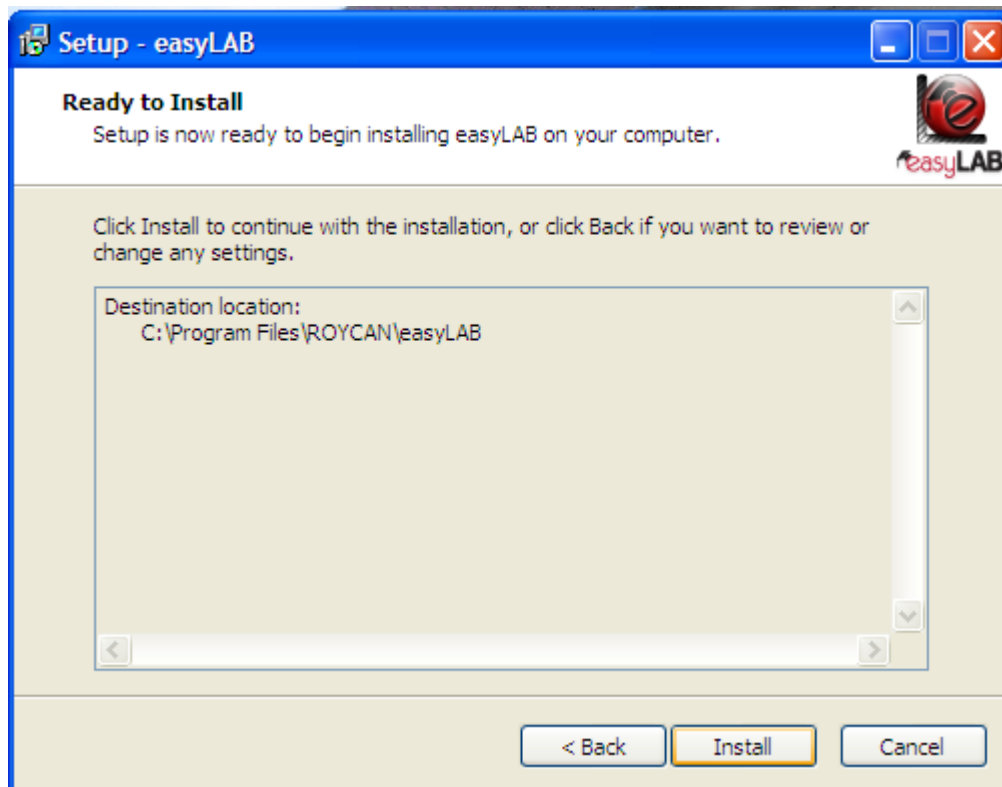 Setup - easyLAB
Ready to Install
Setup is now ready to begin installing easyLAB on your computer.
easyLAB
Click Install to continue with the installation, or click Back if you want to review or
change any settings.
Destination location:
C:\Program Files\ROYCAN\easyLAB
< Back
Install
Cancel